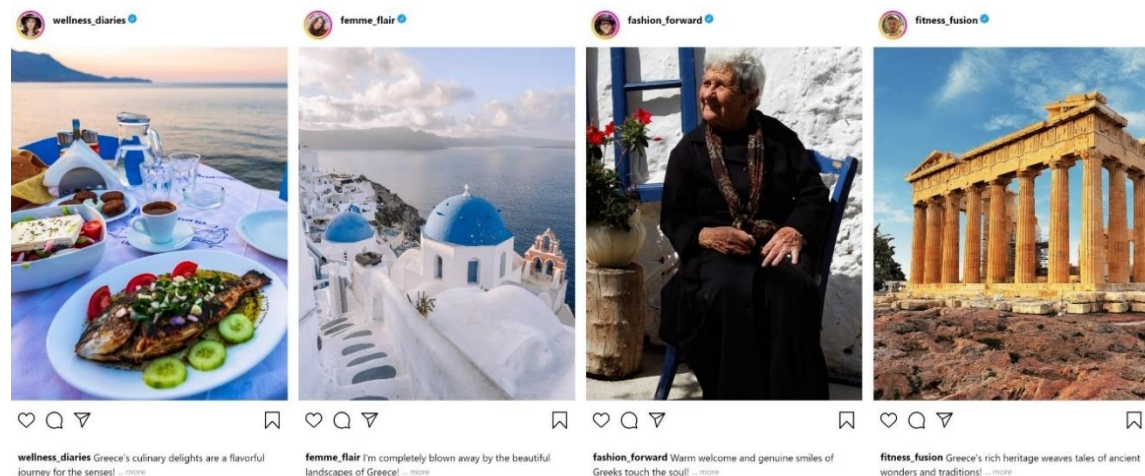 wellness_diaries
femme_flair
fashion_forward
fitness_fusion
wellness_diaries Greece's culinary delights are a flavorful
journey for the senses! ... more
femme_flair I'm completely blown away by the beautiful
landscapes of Greece! ... more
fashion_forward Warm welcome and genuine smiles of
Greeks touch the soul! ... more
fitness_fusion Greece's rich heritage weaves tales of ancient
wonders and traditions! ... more